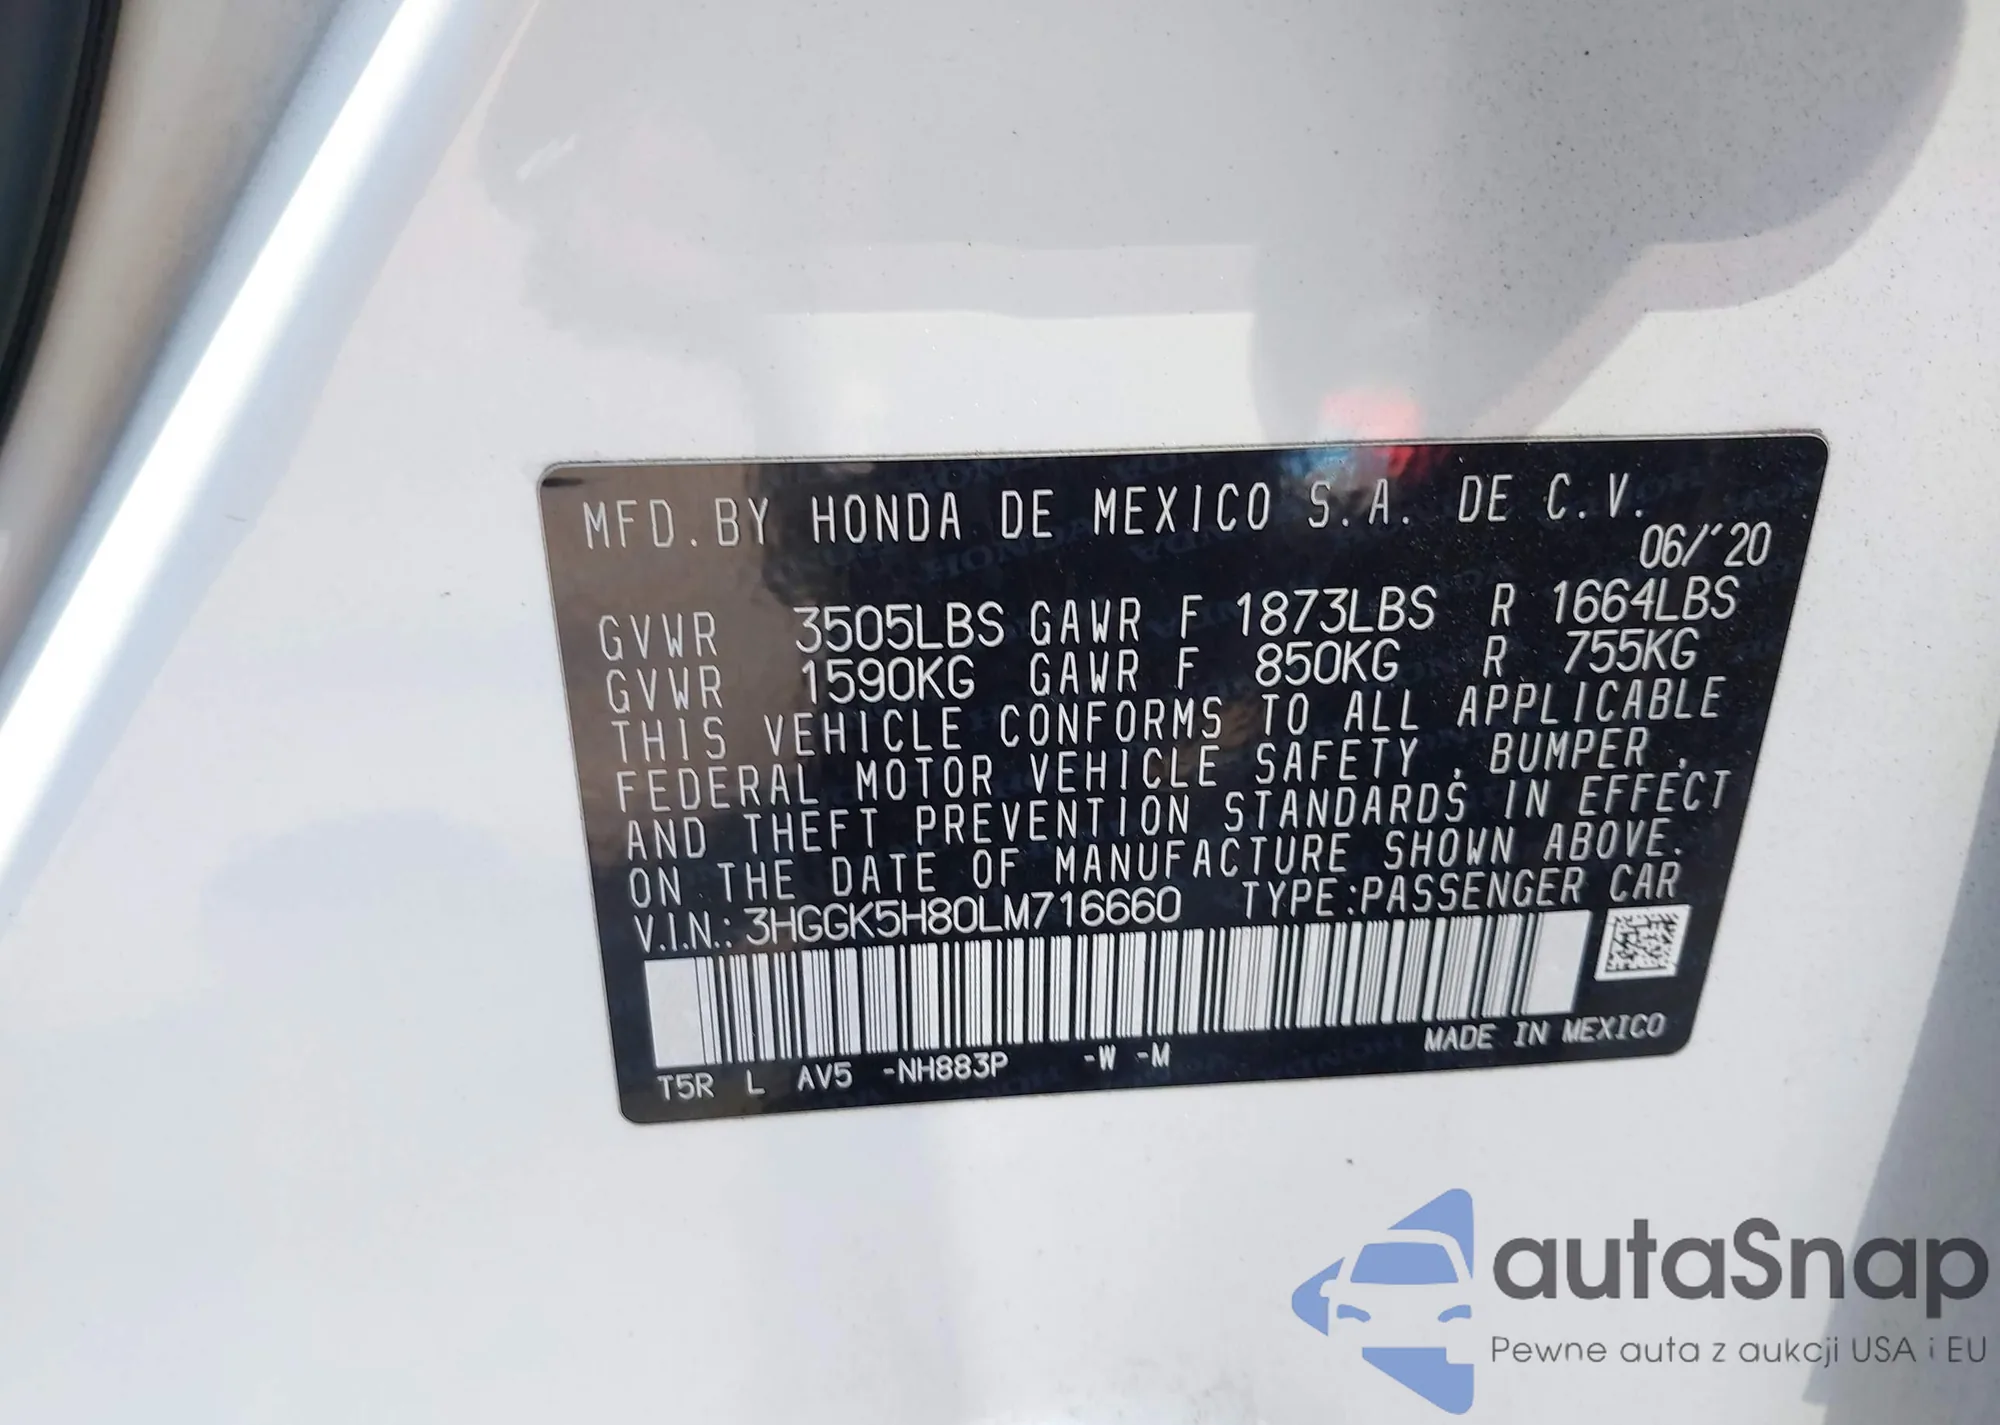 MFD. BY HONDA DE MEXICO S.A. DE C.V.
06/'20
GVWR 3505LBS GAWR F 1873LBS R 1664LBS
GVWR 1590KG GAWR F 850KG R 755KG
THIS VEHICLE CONFORMS TO ALL APPLICABLE
FEDERAL MOTOR VEHICLE SAFETY, BUMPER,
AND THEFT PREVENTION STANDARDS IN EFFECT
ON THE DATE OF MANUFACTURE SHOWN ABOVE.
V.I.N.: 3HGGK5H80LM716660 TYPE:PASSENGER CAR
T5R L AV5 -NH883P -W -M MADE IN MEXICO
autaSnap
Pewne auta z aukcji USA i EU